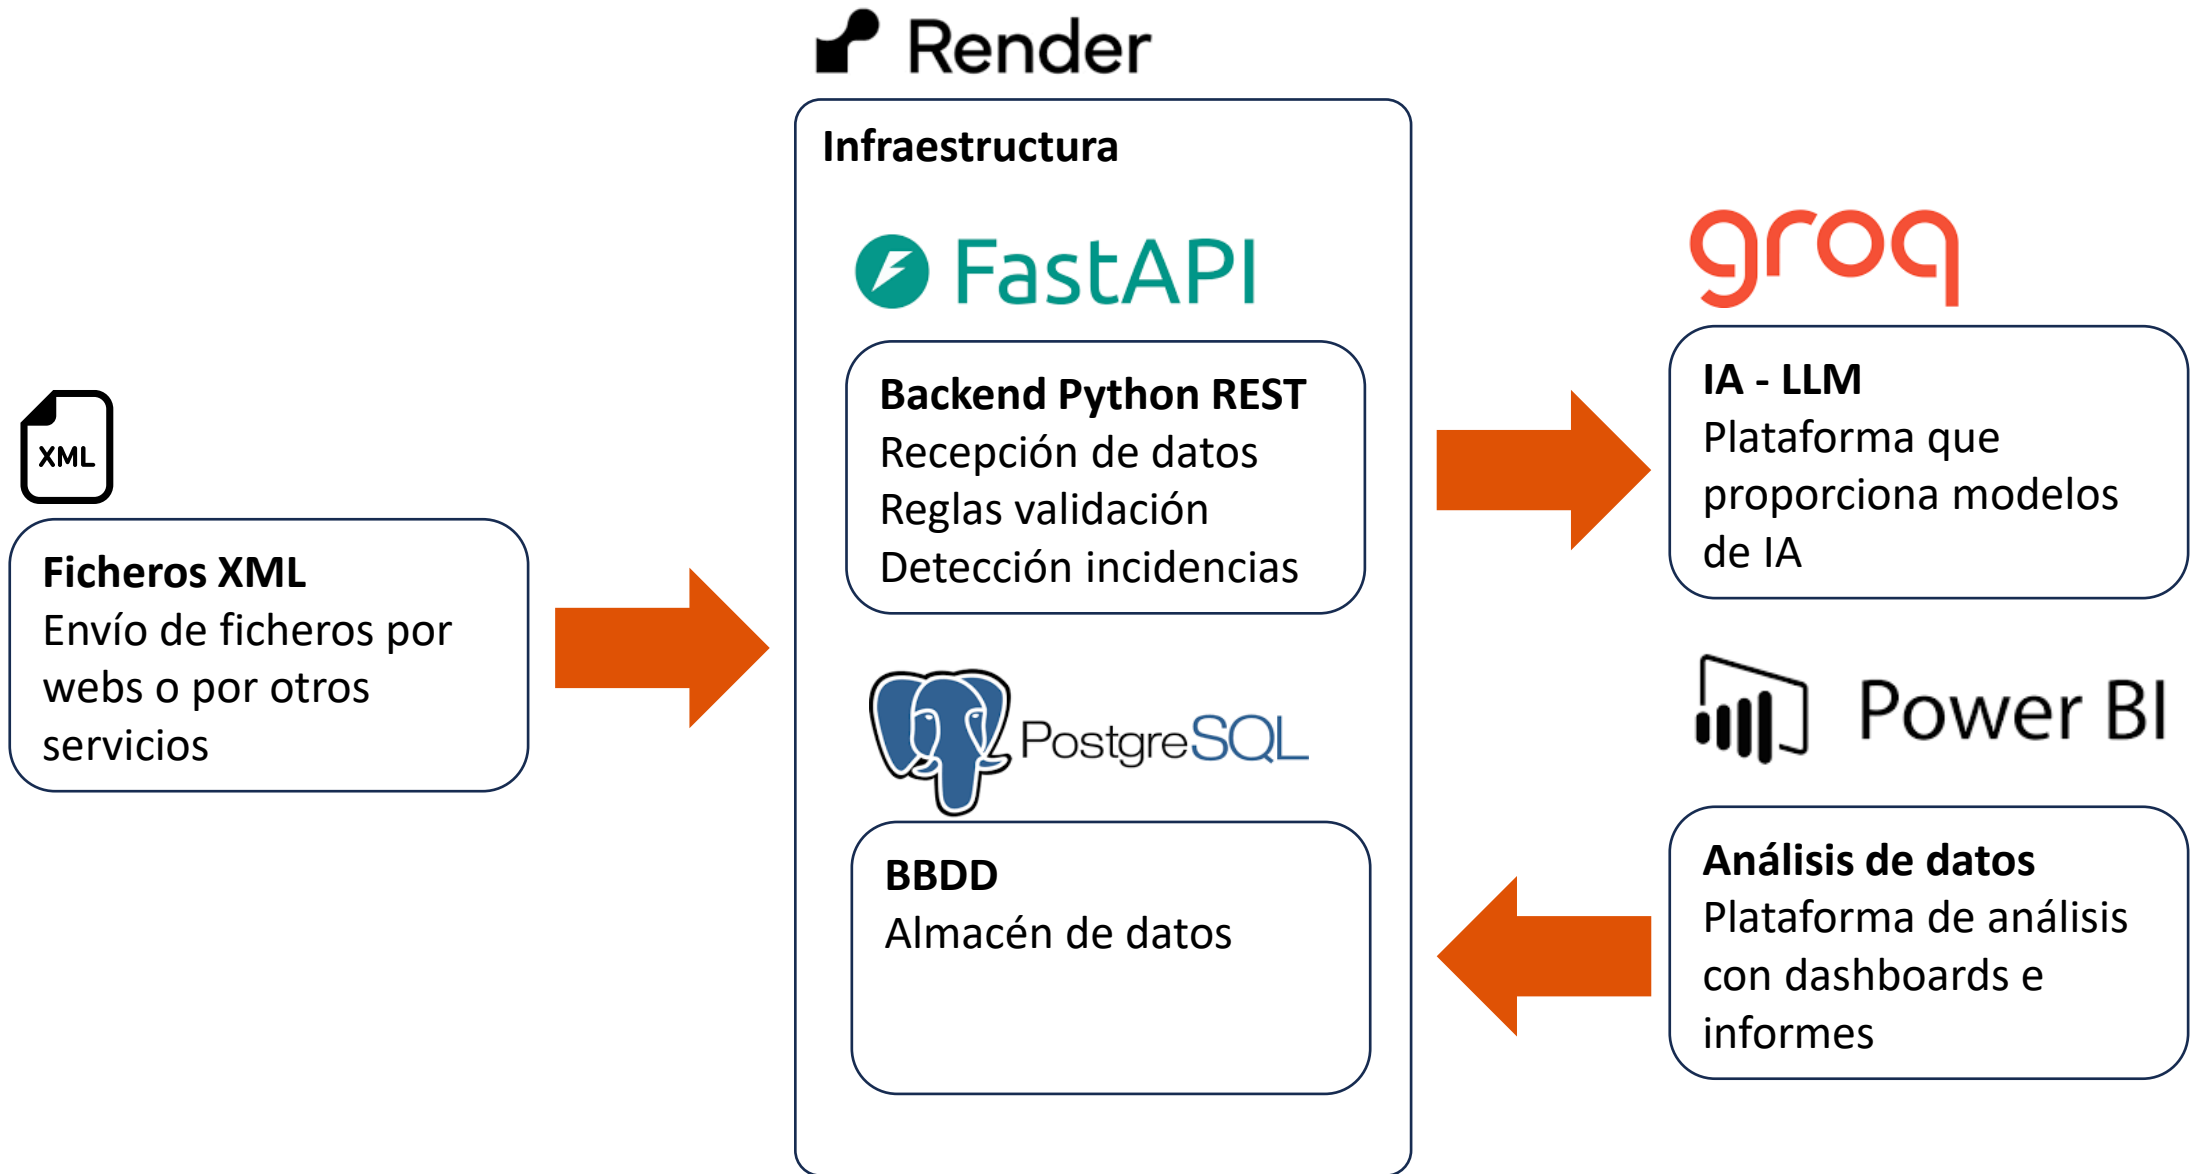 Render
Infraestructura
FastAPI
Backend Python REST
Recepción de datos
Reglas validación
Detección incidencias
PostgreSQL
BBDD
Almacén de datos
XML
Ficheros XML
Envío de ficheros por
webs o por otros
servicios
groq
IA - LLM
Plataforma que
proporciona modelos
de IA
Power BI
Análisis de datos
Plataforma de análisis
con dashboards e
informes